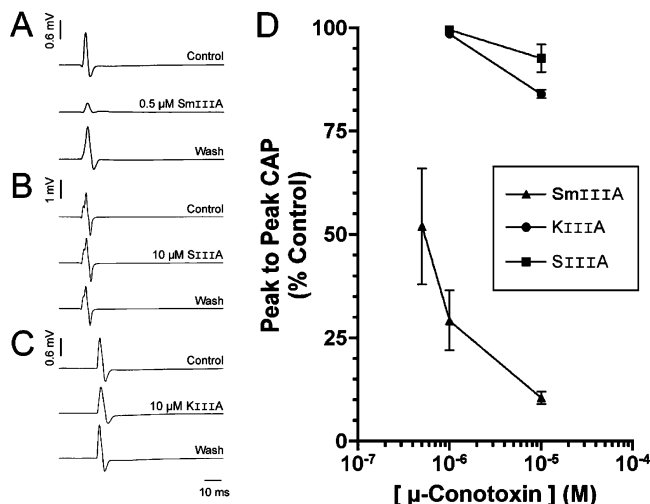 A
0.6 mV
Control
0.5 µM SmIIIA
Wash
B
1 mV
Control
10 µM SIIIA
Wash
C
0.6 mV
Control
10 µM KIIIA
Wash
10 ms
D
Peak to Peak CAP
(% Control)
100
75
50
25
0
10-7
10-6
10-5
10-4
[ µ-Conotoxin ] (M)
SmIIIA
KIIIA
SIIIA